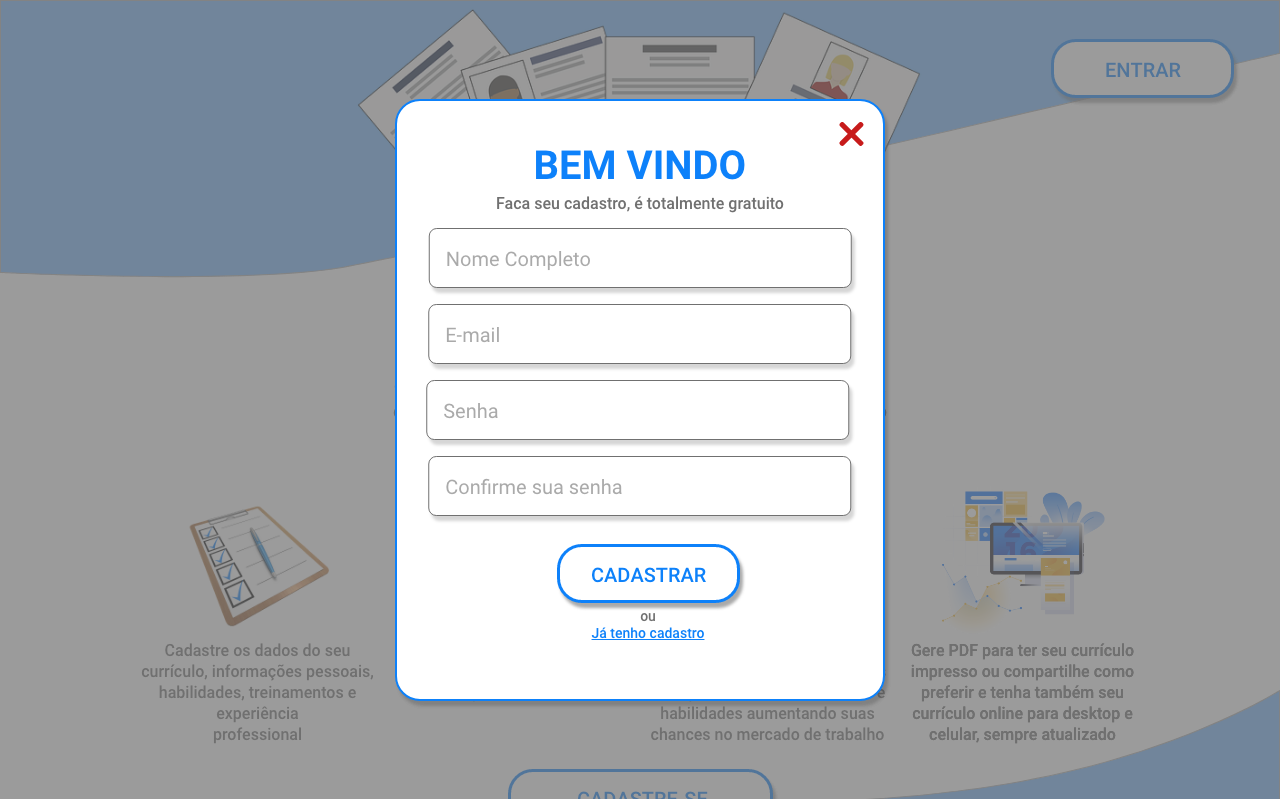 ENTRAR
BEM VINDO
Faca seu cadastro, é totalmente gratuito
Nome Completo
E-mail
Senha
Confirme sua senha
CADASTRAR
ou
Já tenho cadastro
Cadastre os dados do seu
currículo, informações pessoais,
habilidades, treinamentos e
experiência
professional
e
habilidades aumentando suas
chances no mercado de trabalho
Gere PDF para ter seu currículo
impresso ou compartilhe como
preferir e tenha também seu
currículo online para desktop e
celular, sempre atualizado
CADASTRE-SE